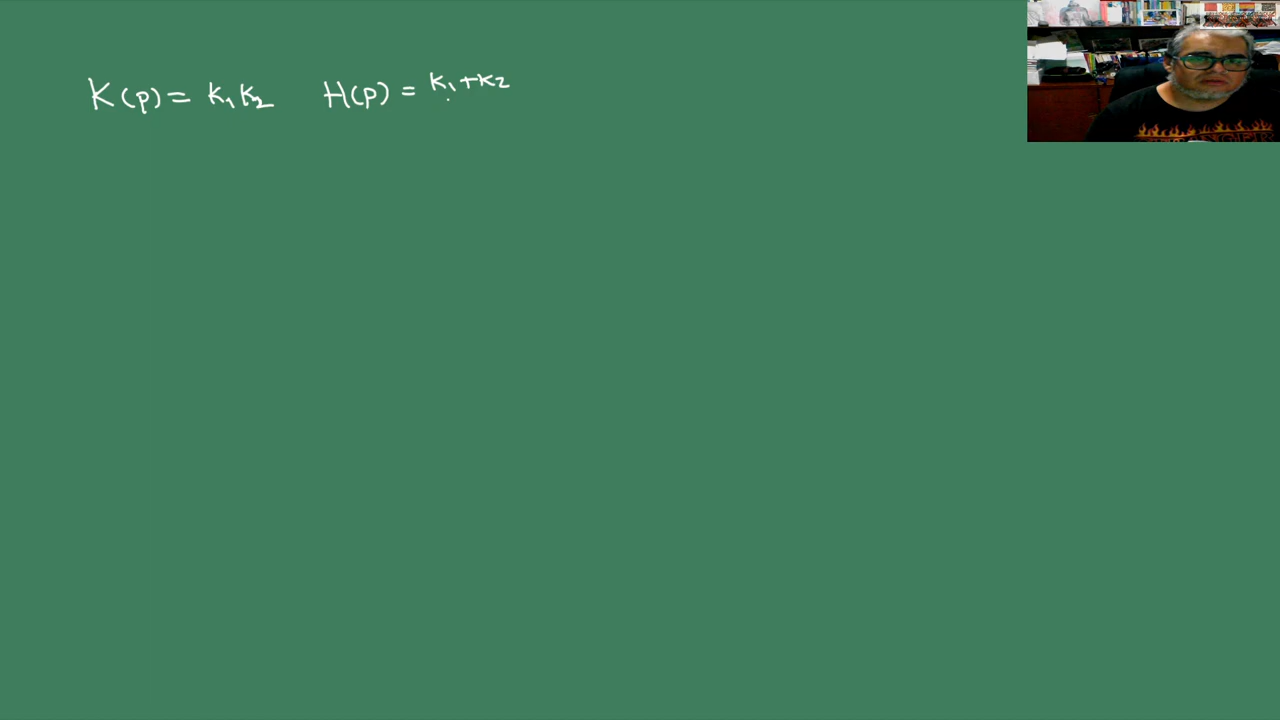 K(p) = k₁k₂ H(p) = k₁+k₂